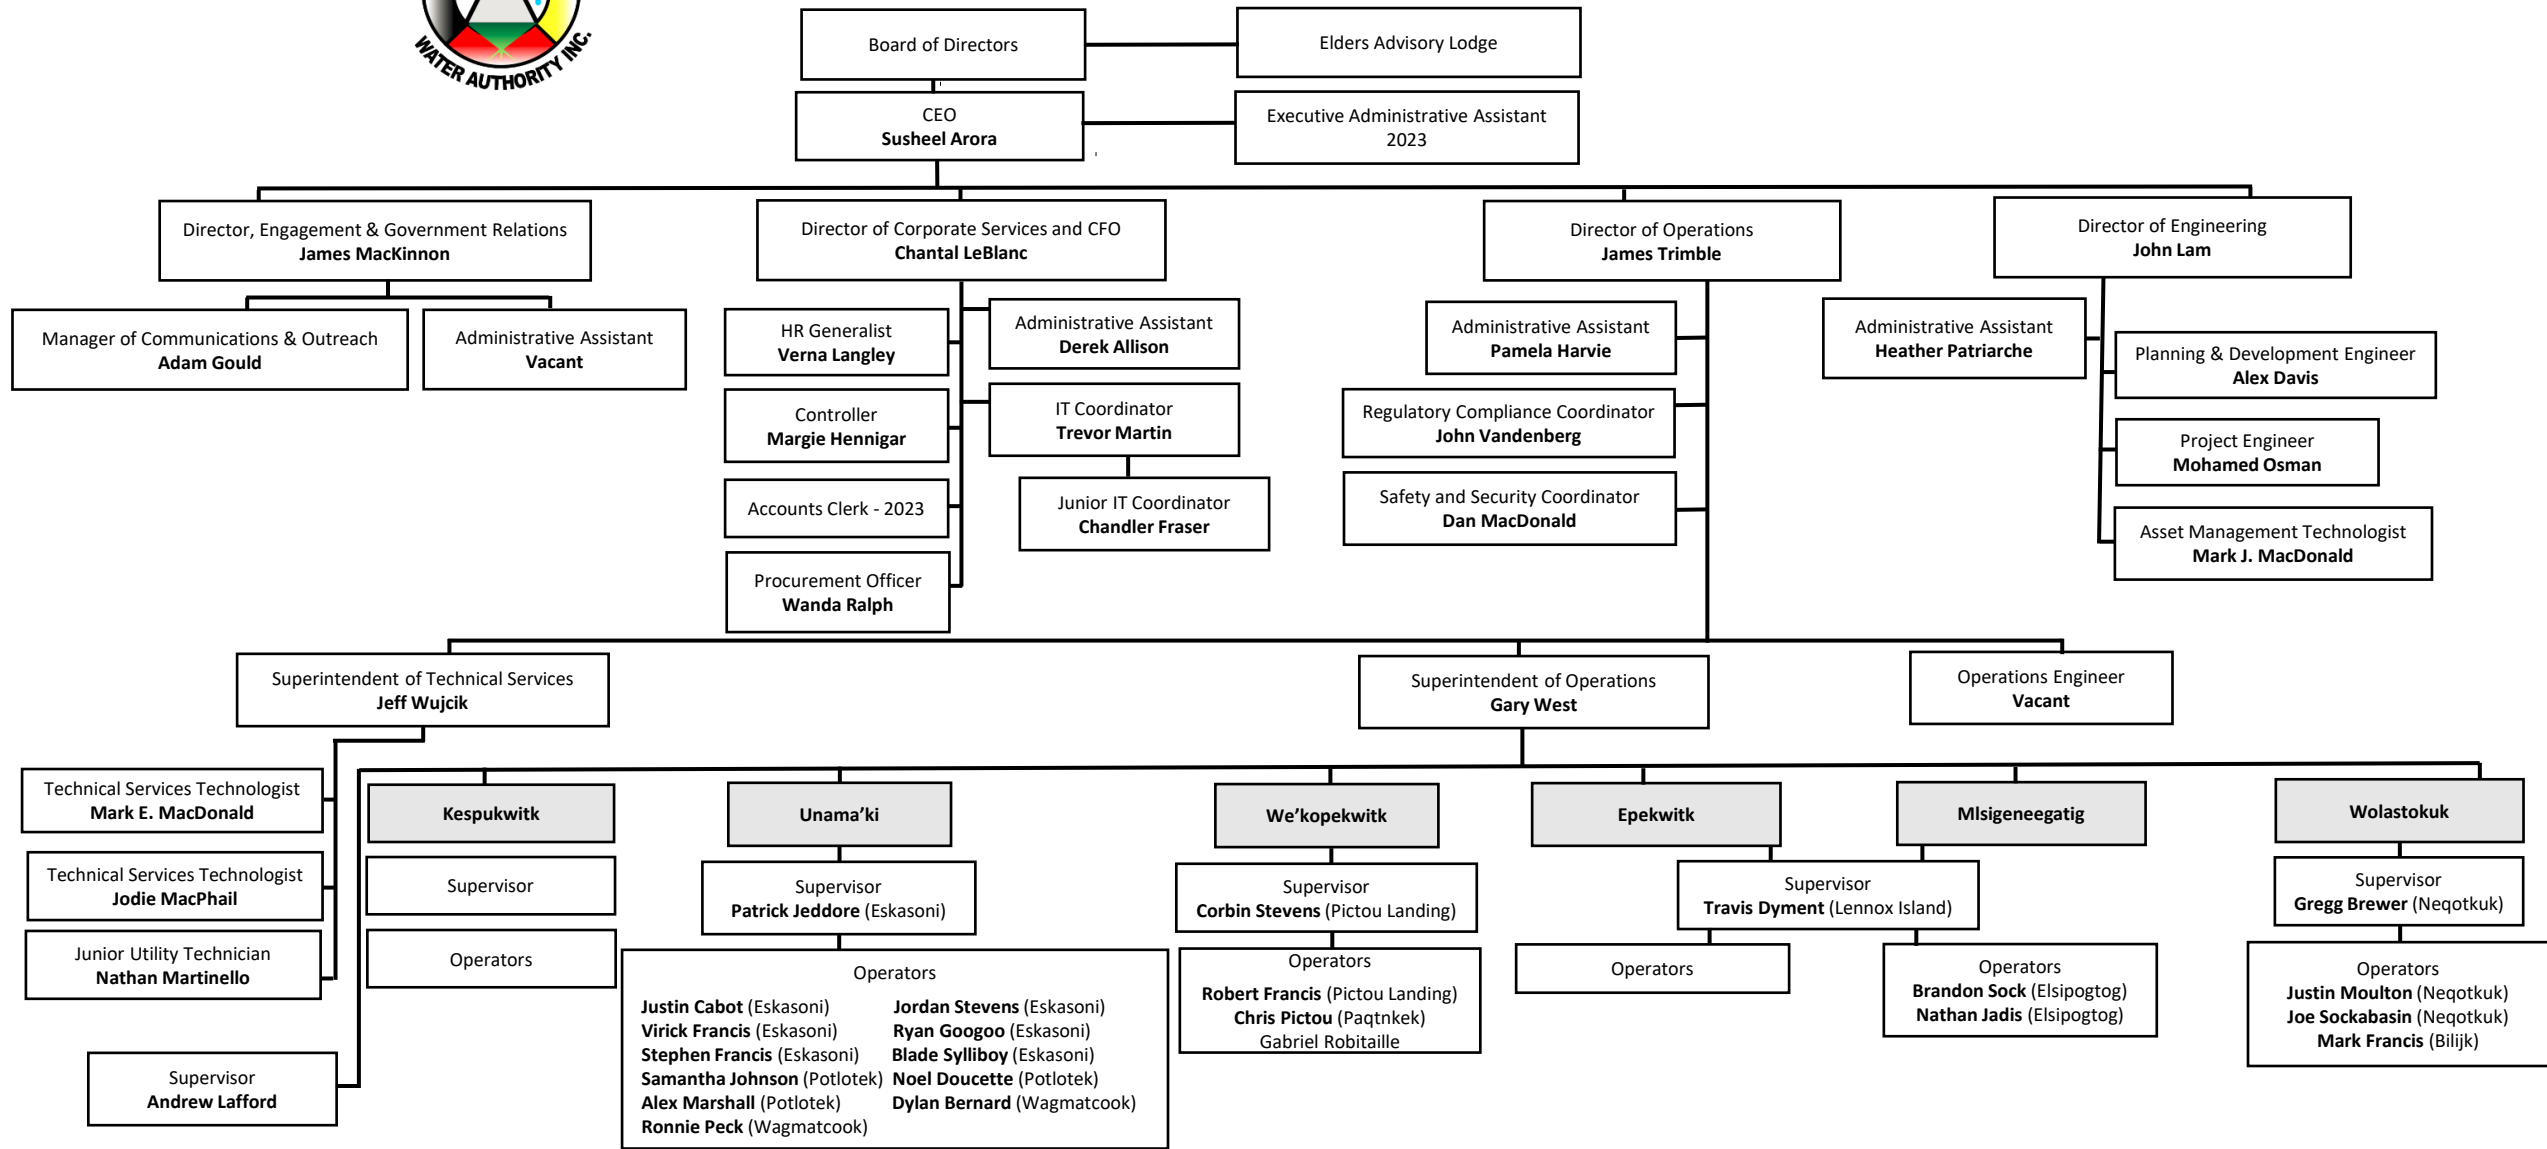 WATER AUTHORITY INC.
Board of Directors
Elders Advisory Lodge
CEO
Susheel Arora
Executive Administrative Assistant
2023
Director, Engagement & Government Relations
James MacKinnon
Director of Corporate Services and CFO
Chantal LeBlanc
Director of Operations
James Trimble
Director of Engineering
John Lam
Manager of Communications & Outreach
Adam Gould
Administrative Assistant
Vacant
HR Generalist
Verna Langley
Administrative Assistant
Derek Allison
Controller
Margie Hennigar
IT Coordinator
Trevor Martin
Accounts Clerk - 2023
Junior IT Coordinator
Chandler Fraser
Procurement Officer
Wanda Ralph
Administrative Assistant
Pamela Harvie
Regulatory Compliance Coordinator
John Vandenberg
Safety and Security Coordinator
Dan MacDonald
Administrative Assistant
Heather Patriarche
Planning & Development Engineer
Alex Davis
Project Engineer
Mohamed Osman
Asset Management Technologist
Mark J. MacDonald
Superintendent of Technical Services
Jeff Wujcik
Superintendent of Operations
Gary West
Operations Engineer
Vacant
Technical Services Technologist
Mark E. MacDonald
Technical Services Technologist
Jodie MacPhail
Junior Utility Technician
Nathan Martinello
Supervisor
Andrew Lafford
Kespukwitk
Supervisor
Operators
Unama’ki
Supervisor
Patrick Jeddore (Eskasoni)
Operators
Justin Cabot (Eskasoni) Jordan Stevens (Eskasoni)
Virick Francis (Eskasoni) Ryan Googoo (Eskasoni)
Stephen Francis (Eskasoni) Blade Sylliboy (Eskasoni)
Samantha Johnson (Potlotek) Noel Doucette (Potlotek)
Alex Marshall (Potlotek) Dylan Bernard (Wagmatcook)
Ronnie Peck (Wagmatcook)
We’kopekwitk
Supervisor
Corbin Stevens (Pictou Landing)
Operators
Robert Francis (Pictou Landing)
Chris Pictou (Paqtnkek)
Gabriel Robitaille
Epekwitk
MIsigeneegatig
Supervisor
Travis Dyment (Lennox Island)
Operators
Operators
Brandon Sock (Elsipogtog)
Nathan Jadis (Elsipogtog)
Wolastokuk
Supervisor
Gregg Brewer (Neqotkuk)
Operators
Justin Moulton (Neqotkuk)
Joe Sockabasin (Neqotkuk)
Mark Francis (Bilijk)